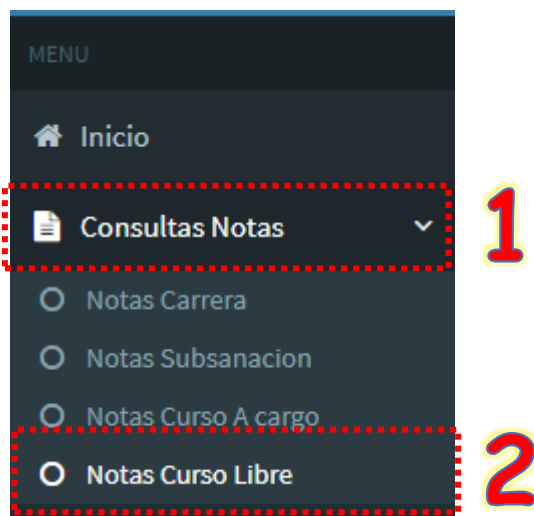 MENU
Inicio
Consultas Notas
1
Notas Carrera
Notas Subsanacion
Notas Curso A cargo
Notas Curso Libre
2